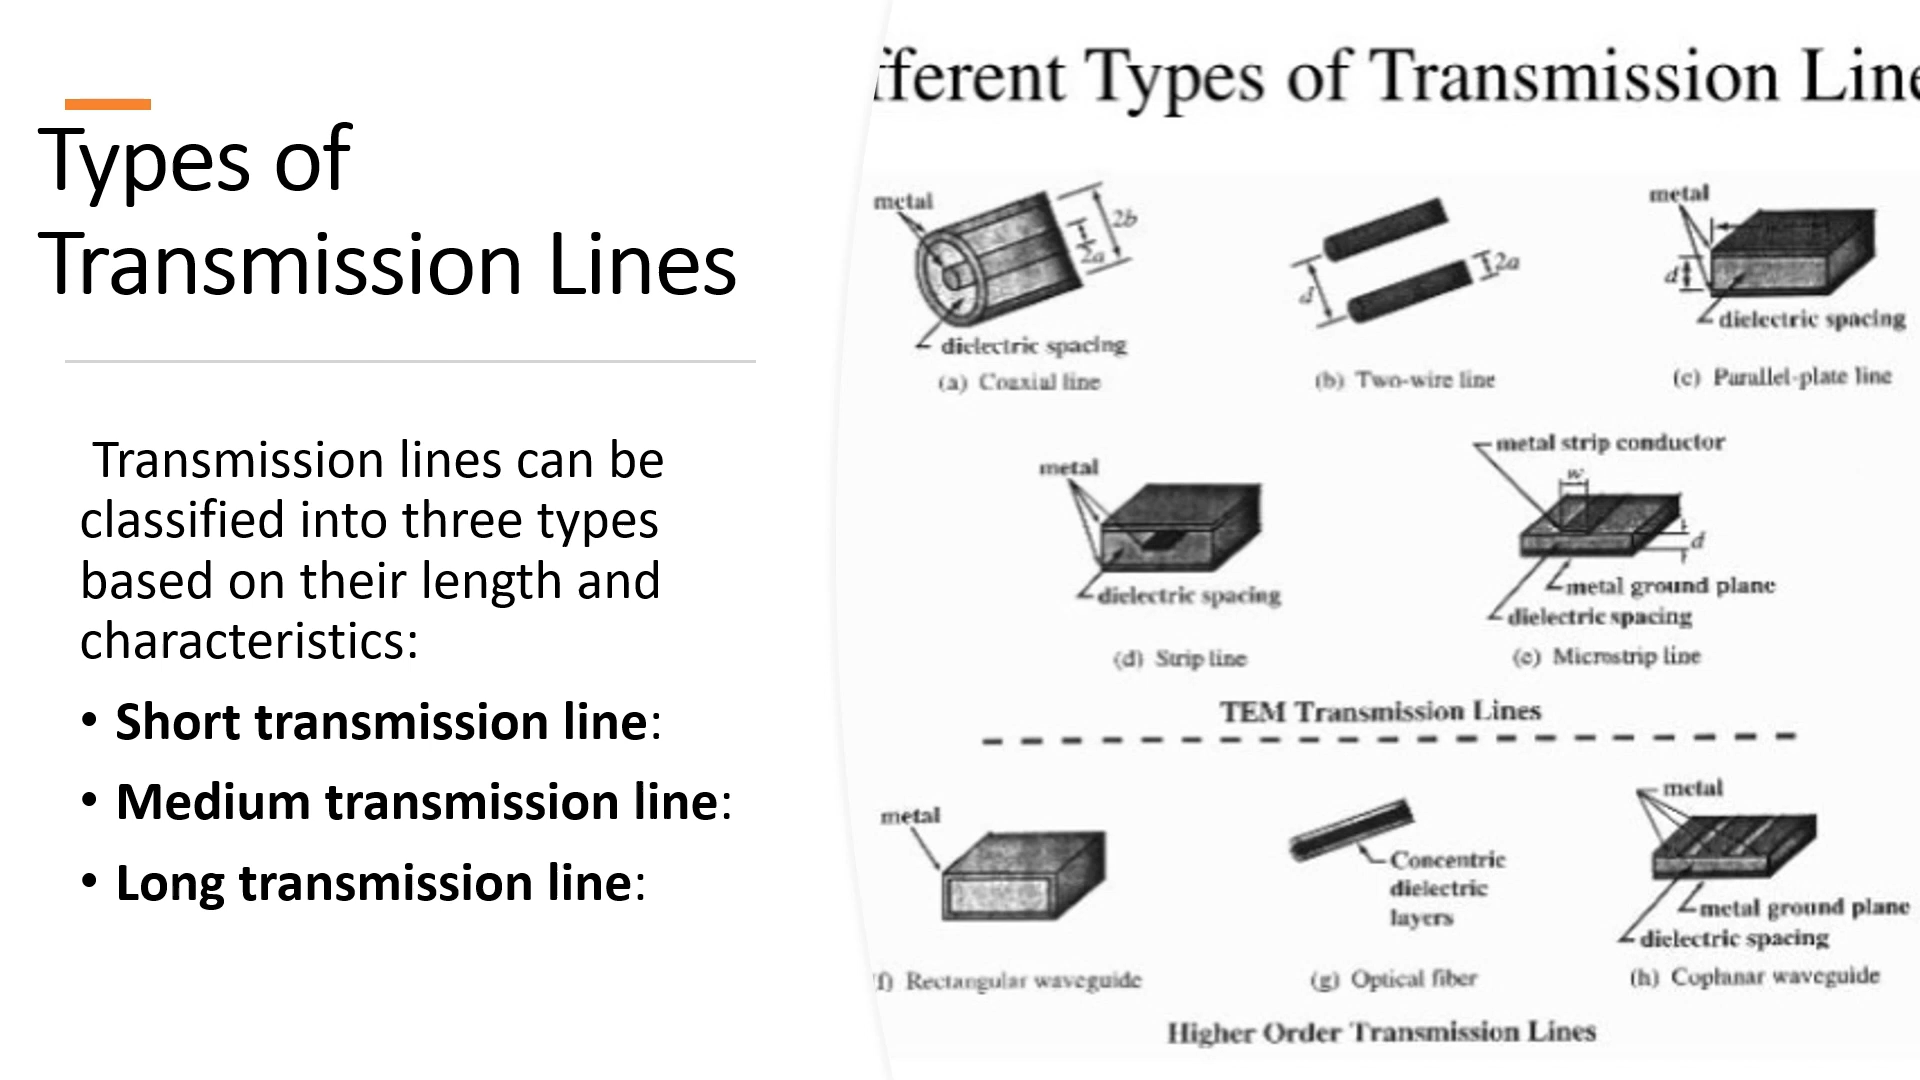 Types of
Transmission Lines
Transmission lines can be
classified into three types
based on their length and
characteristics:
• Short transmission line:
• Medium transmission line:
• Long transmission line:
fferent Types of Transmission Line
metal
2b
2a
dielectric spacing
(a) Coaxial line
d
2a
(b) Two-wire line
metal
d
dielectric spacing
(c) Parallel-plate line
metal
dielectric spacing
(d) Strip line
metal strip conductor
w
d
metal ground plane
dielectric spacing
(e) Microstrip line
TEM Transmission Lines
metal
f) Rectangular waveguide
Concentric
dielectric
layers
(g) Optical fiber
metal
metal ground plane
dielectric spacing
(h) Coplanar waveguide
Higher Order Transmission Lines